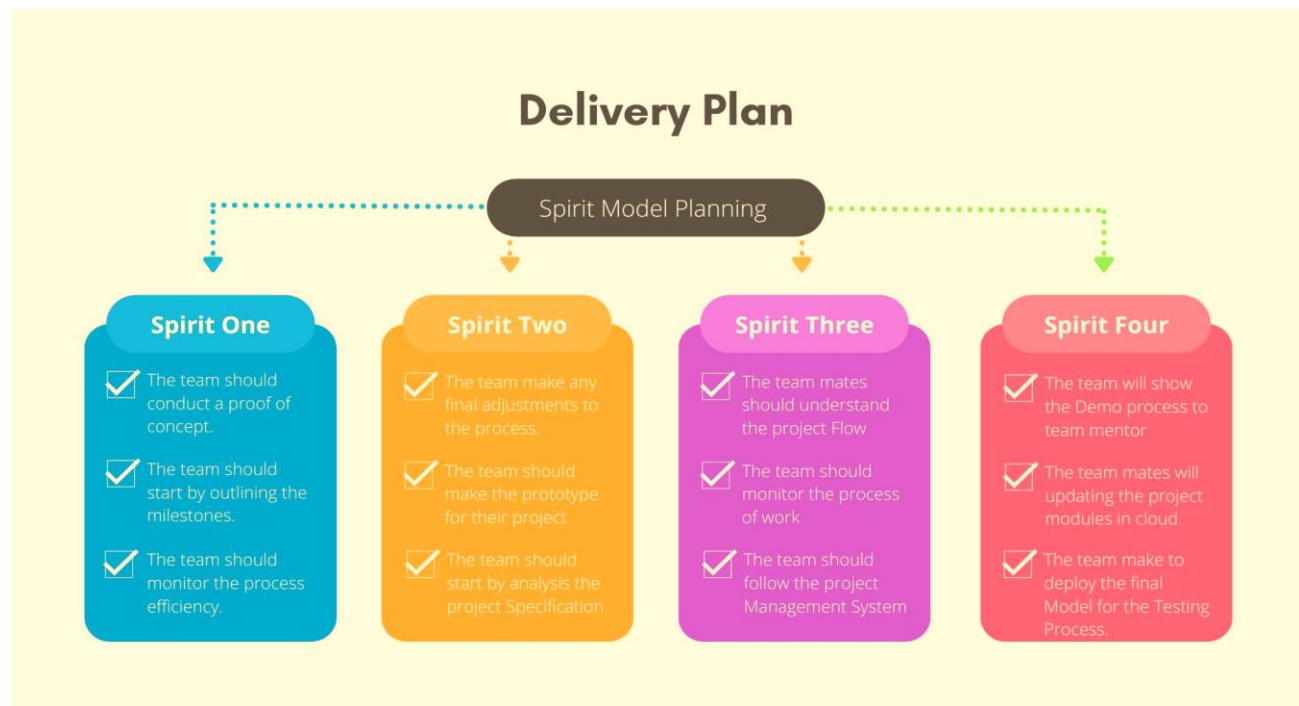 Delivery Plan
Spirit Model Planning
Spirit One
The team should
conduct a proof of
concept.
The team should
start by outlining the
milestones.
The team should
monitor the process
efficiency.
Spirit Two
The team make any
final adjustments to
the process.
The team should
make the prototype
for their project
The team should
start by analysis the
project Specification
Spirit Three
The team mates
should understand
the project Flow
The team should
monitor the process
of work
The team should
follow the project
Management System
Spirit Four
The team will show
the Demo process to
team mentor
The team mates will
updating the project
modules in cloud
The team make to
deploy the final
Model for the Testing
Process.